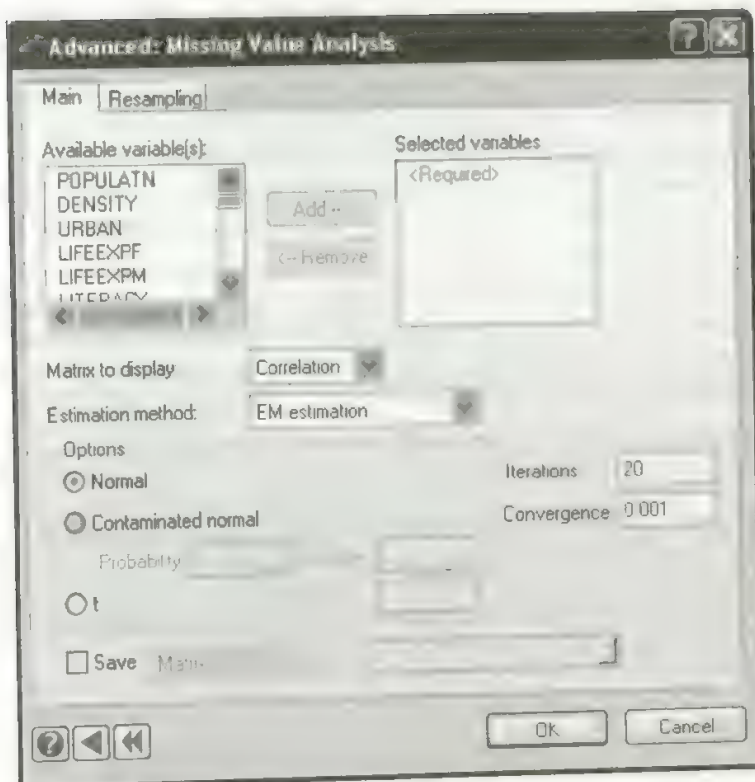 Advanced: Missing Value Analysis
Main
Resampling
Available variable(s):
POPULATN
DENSITY
URBAN
LIFEEXPF
LIFEEXPM
LITERACY
Add --
<-- Remove
Selected variables
<Required>
Matrix to display
Correlation
Estimation method:
EM estimation
Options
Normal
Contaminated normal
Probability
t
Iterations
20
Convergence
0.001
Save
OK
Cancel